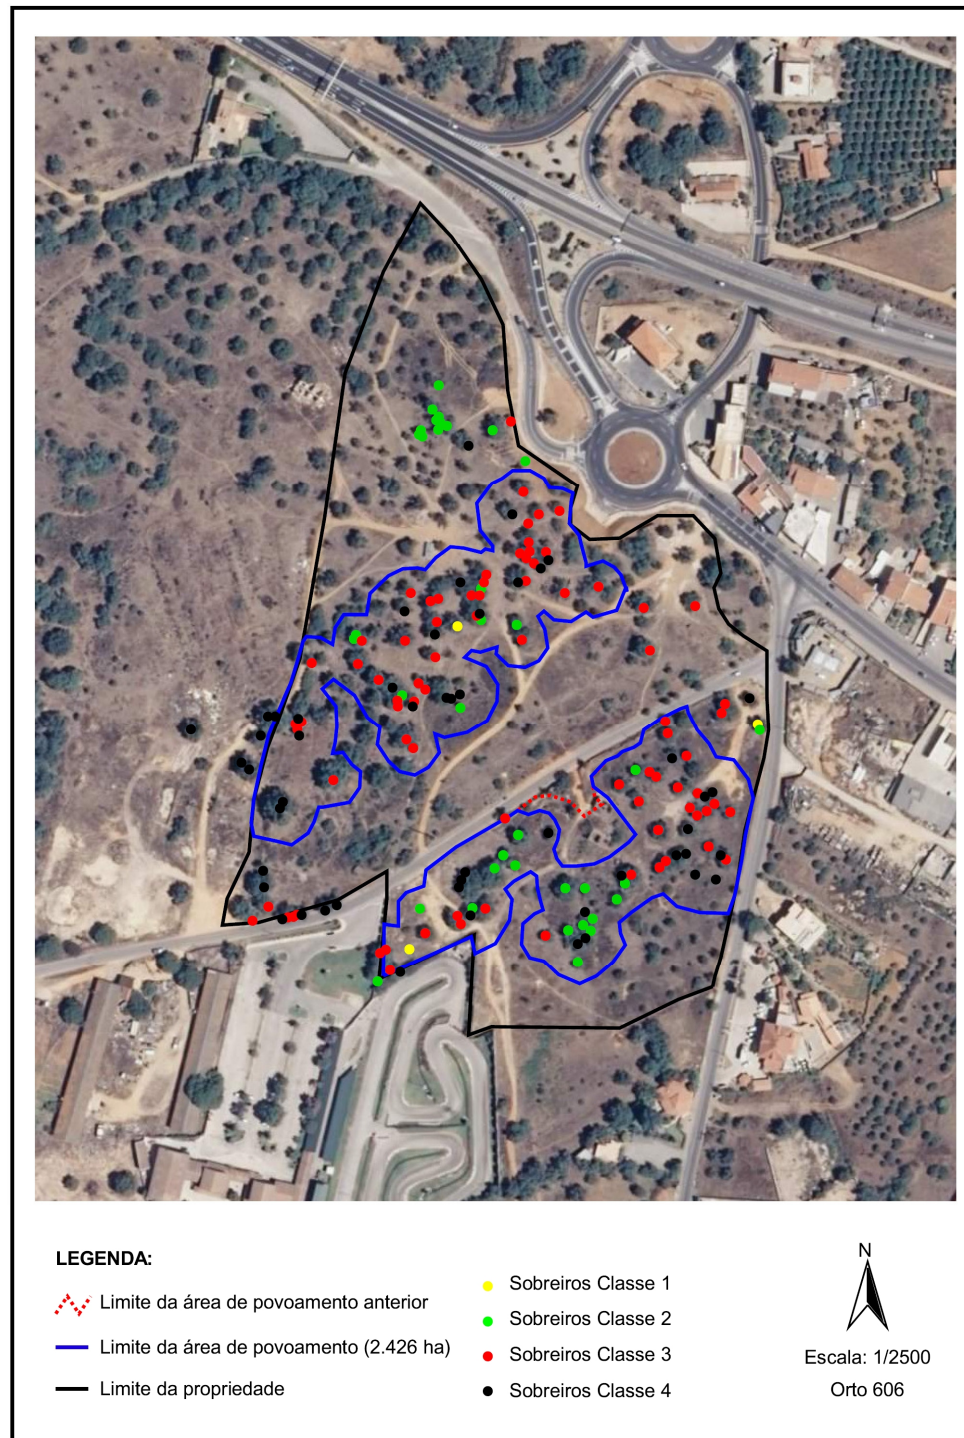 LEGENDA:
Limite da área de povoamento anterior
Limite da área de povoamento (2.426 ha)
Limite da propriedade
Sobreiros Classe 1
Sobreiros Classe 2
Sobreiros Classe 3
Sobreiros Classe 4
N
Escala: 1/2500
Orto 606